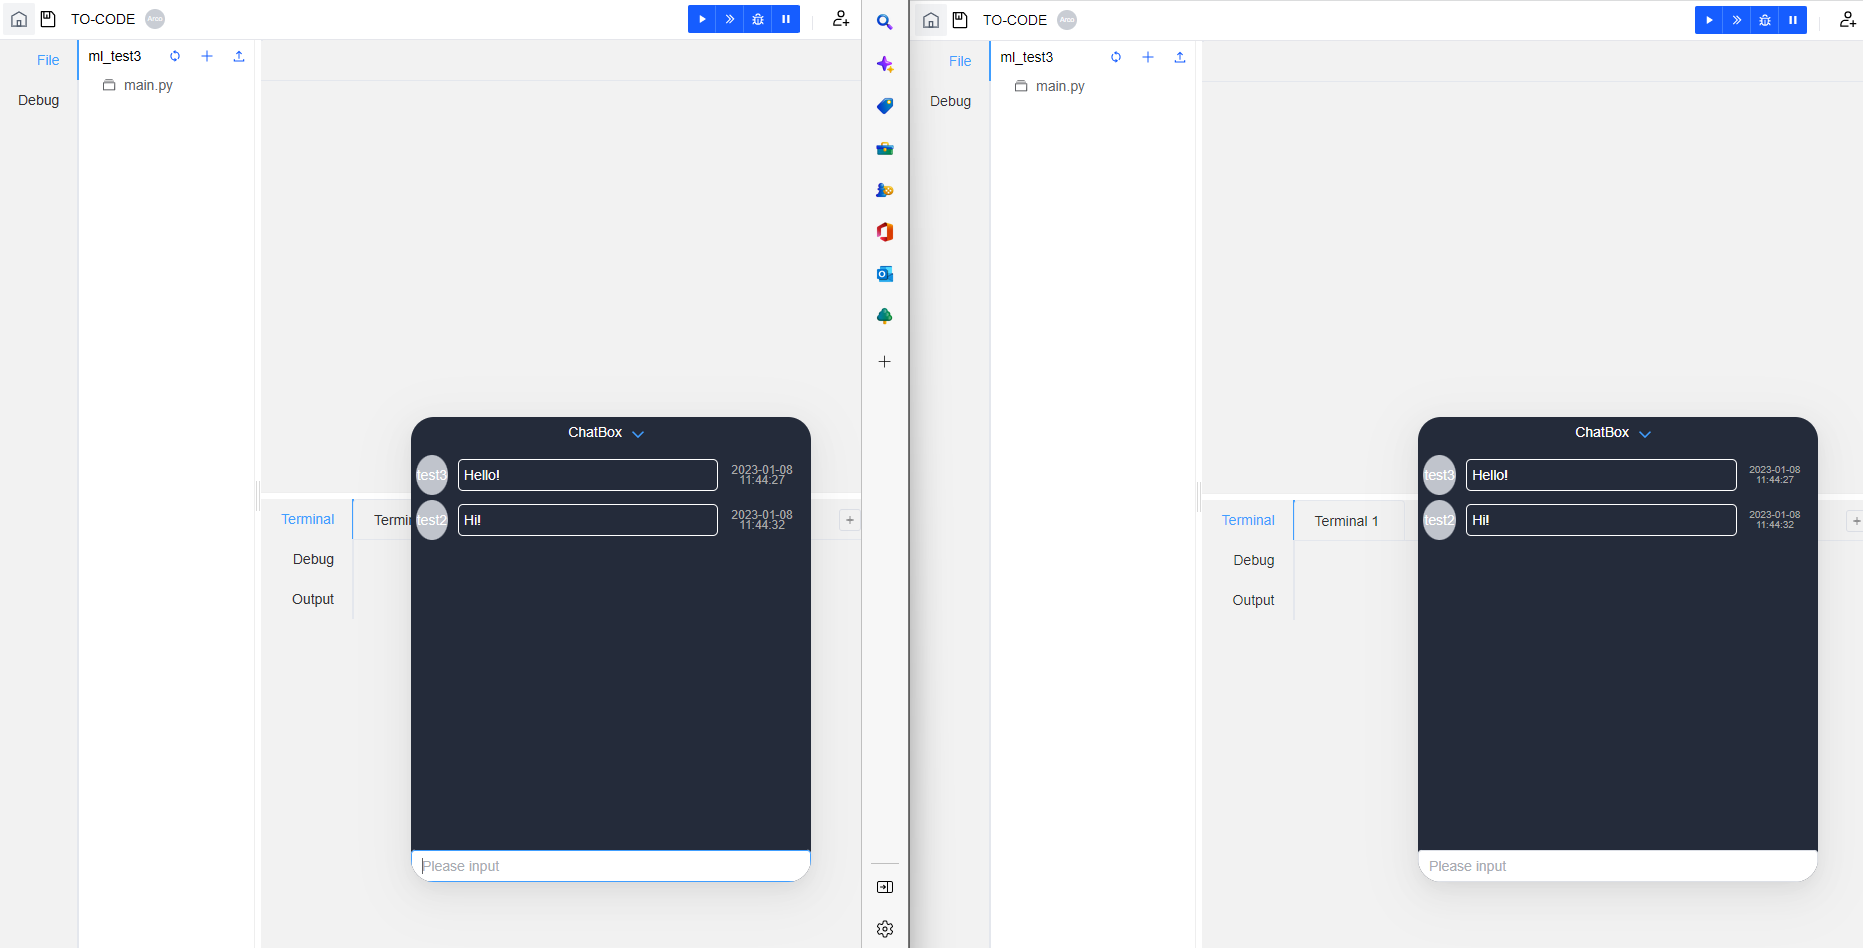 TO-CODE
File
ml_test3
main.py
Debug
ChatBox
test3
Hello!
2023-01-08
11:44:27
Terminal
Termin
test2
Hi!
2023-01-08
11:44:32
Debug
Output
Please input
TO-CODE
File
ml_test3
main.py
Debug
ChatBox
test3
Hello!
2023-01-08
11:44:27
Terminal
Terminal 1
test2
Hi!
2023-01-08
11:44:32
Debug
Output
Please input